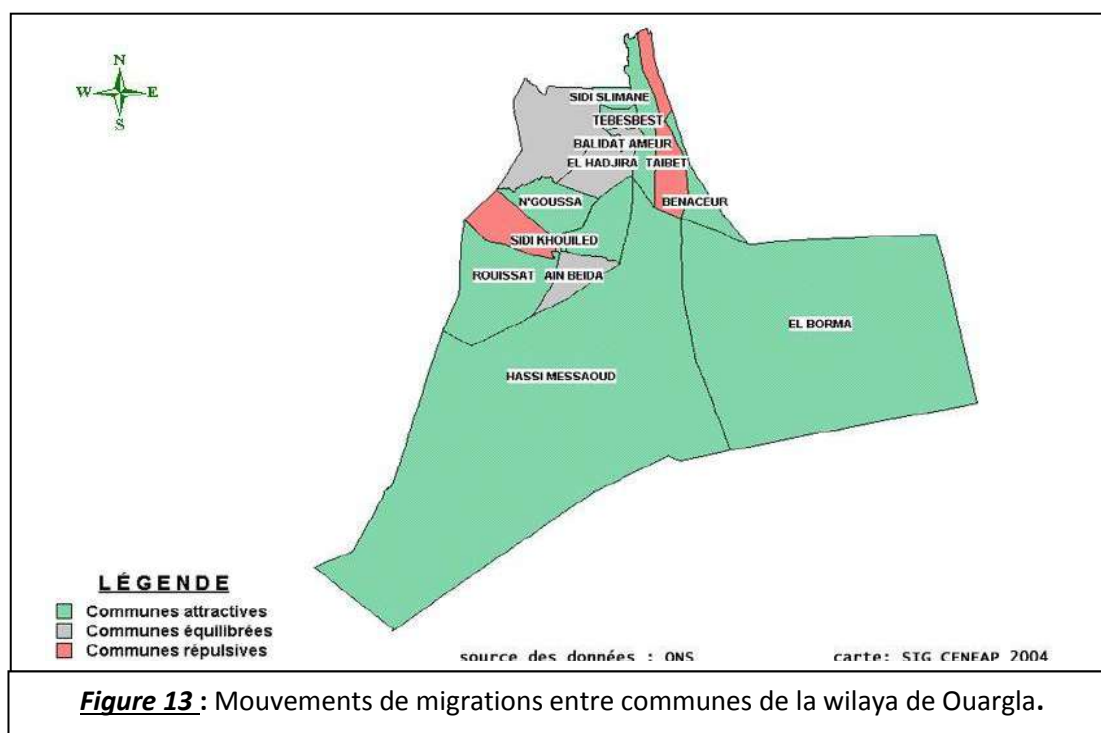 N
W E
S
SIDI SLIMANE
TEBESBEST
BALIDAT AMEUR
EL HADJIRA TAIBET
N'GOUSSA
BENACEUR
SIDI KHOUILED
ROUISSAT AIN BEIDA
EL BORMA
HASSI MESSAOUD
LÉGENDE
Communes attractives
Communes équilibrées
Communes répulsives
source des données : ONS carte: SIG CENEAP 2004
Figure 13 : Mouvements de migrations entre communes de la wilaya de Ouargla.